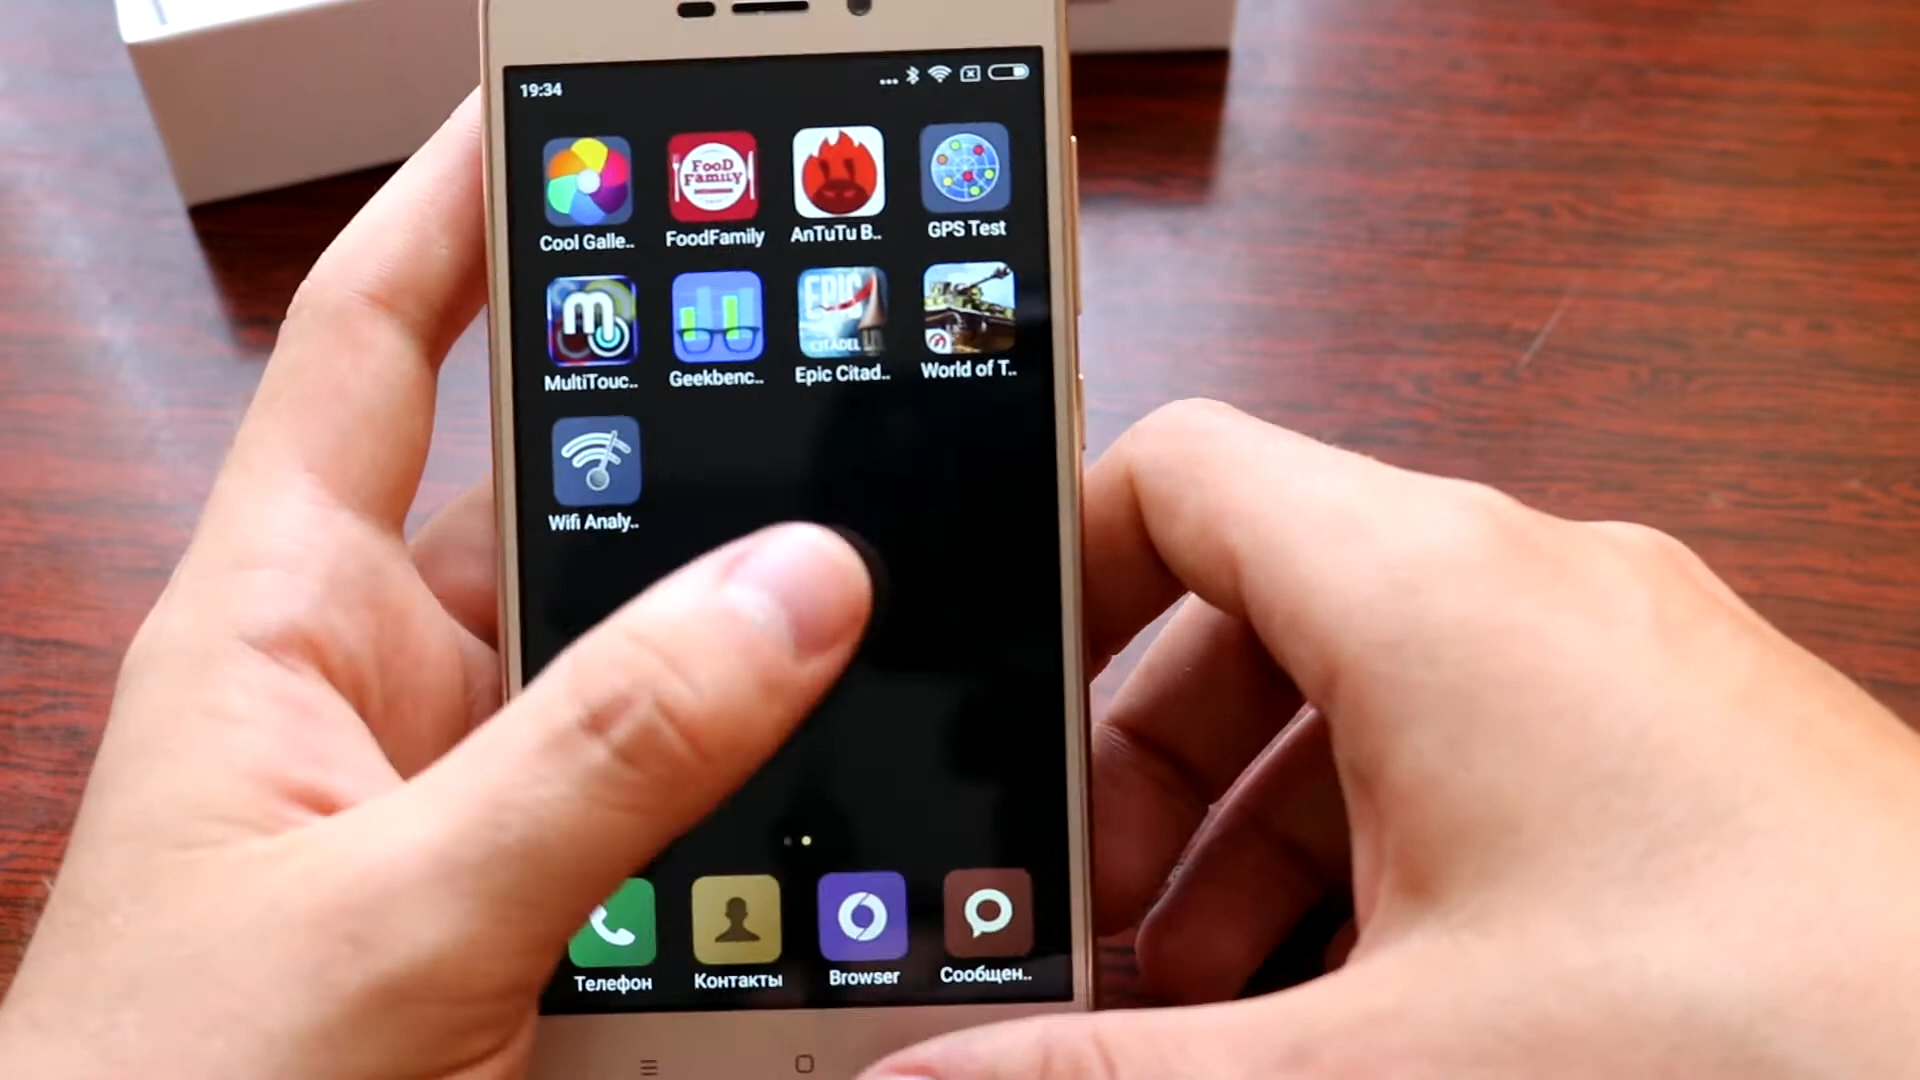 19:34
FooD
FamiLy
Cool Galle..
FoodFamily
AnTuTu B..
GPS Test
EPIC
CITADEL
MultiTouc..
Geekbenc..
Epic Citad..
World of T..
Wifi Analy..
Телефон
Контакты
Browser
Сообщен..